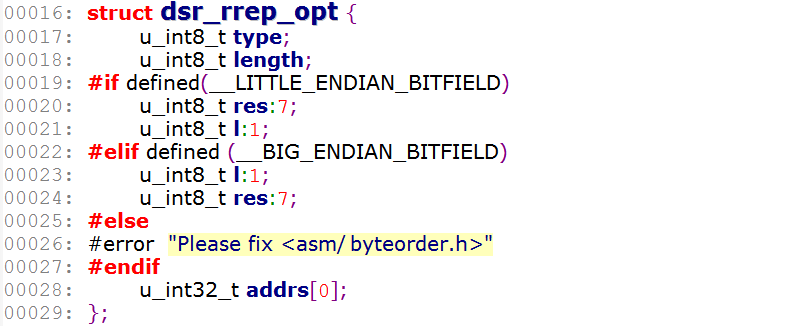 00016: struct dsr_rrep_opt {
00017:     u_int8_t type;
00018:     u_int8_t length;
00019: #if defined(__LITTLE_ENDIAN_BITFIELD)
00020:     u_int8_t res:7;
00021:     u_int8_t l:1;
00022: #elif defined (__BIG_ENDIAN_BITFIELD)
00023:     u_int8_t l:1;
00024:     u_int8_t res:7;
00025: #else
00026: #error  "Please fix <asm/byteorder.h>"
00027: #endif
00028:     u_int32_t addrs[0];
00029: };